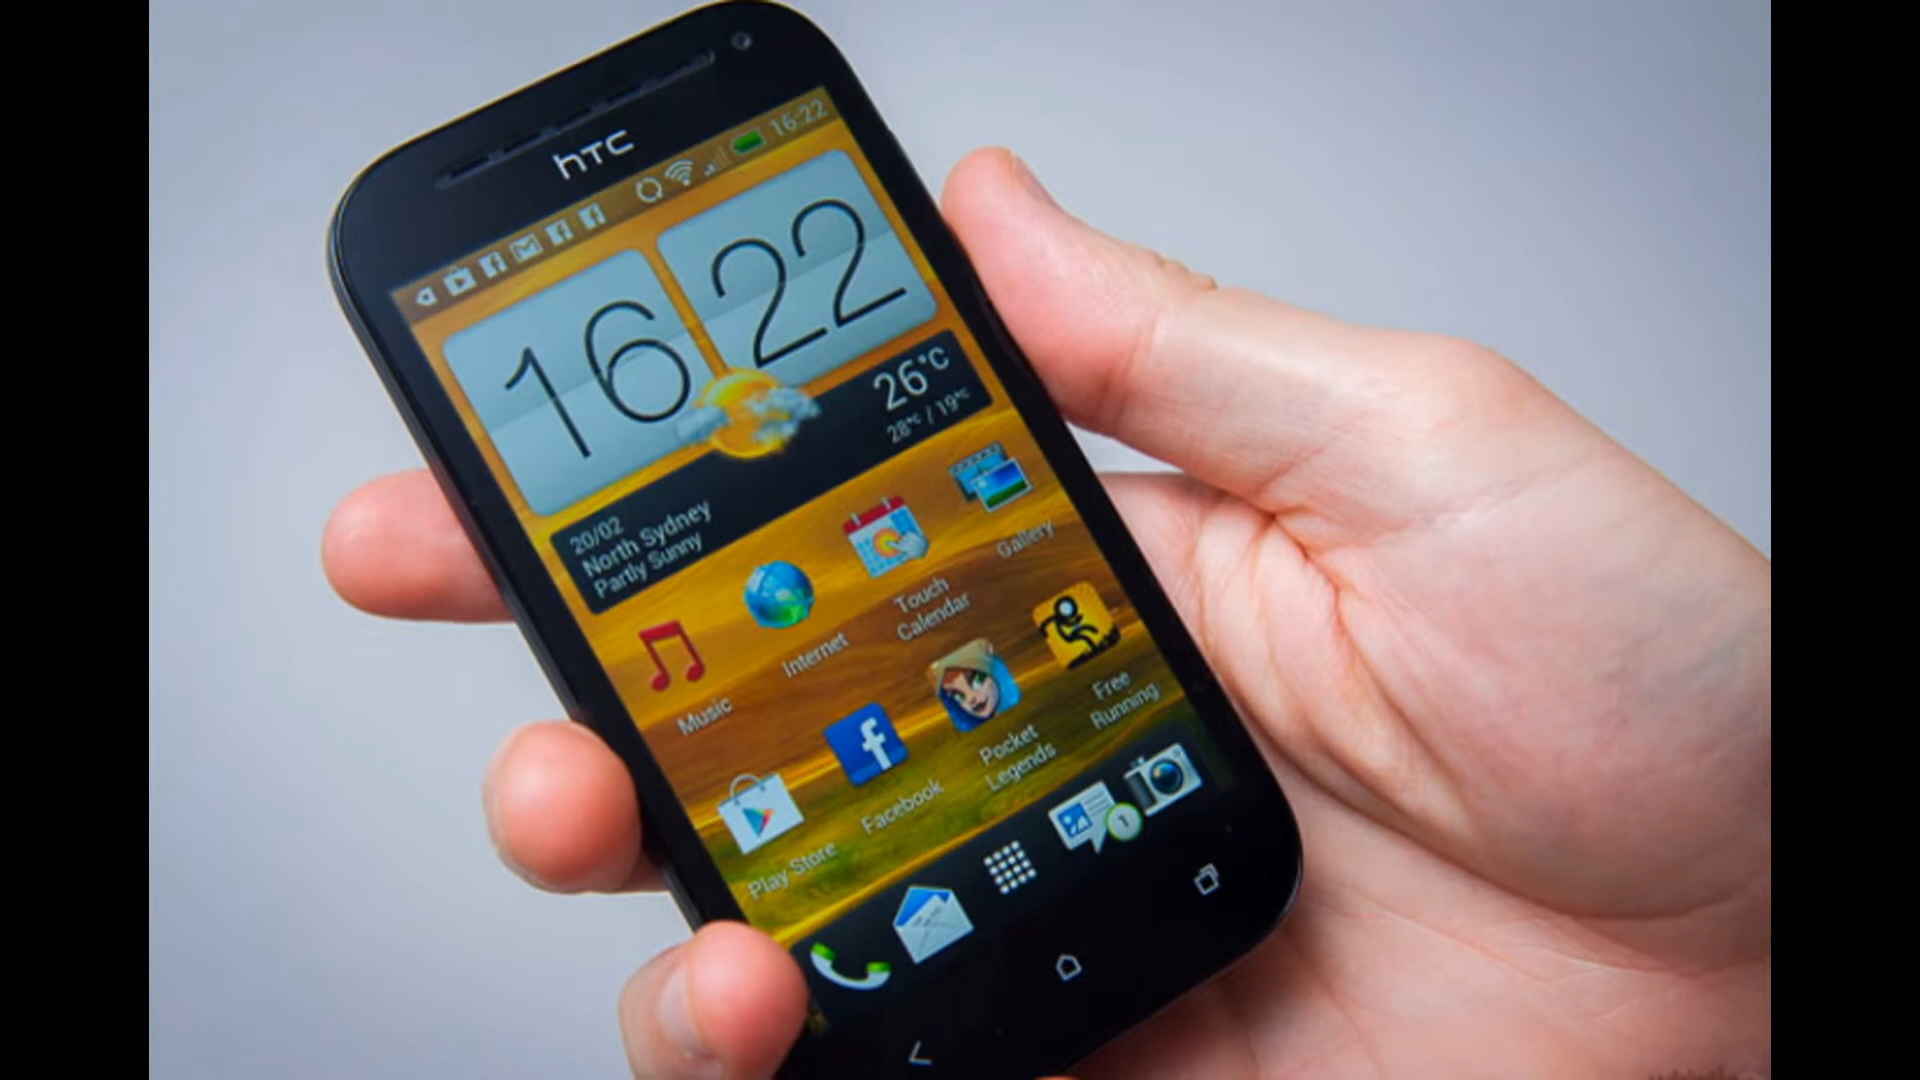 hTC
16:22
16 22
26°C
28°C / 19°C
20/02
North Sydney
Partly Sunny
Gallery
Touch
Calendar
Internet
Music
Free
Running
Pocket
Legends
Facebook
Play Store
1